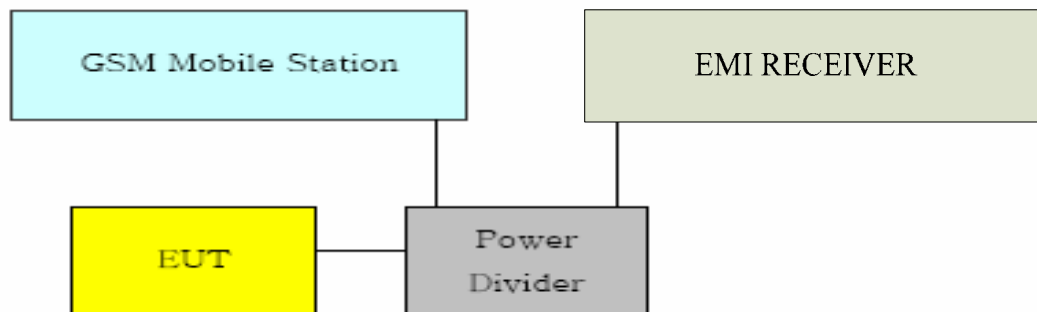 GSM Mobile Station
EMI RECEIVER
EUT
Power
Divider